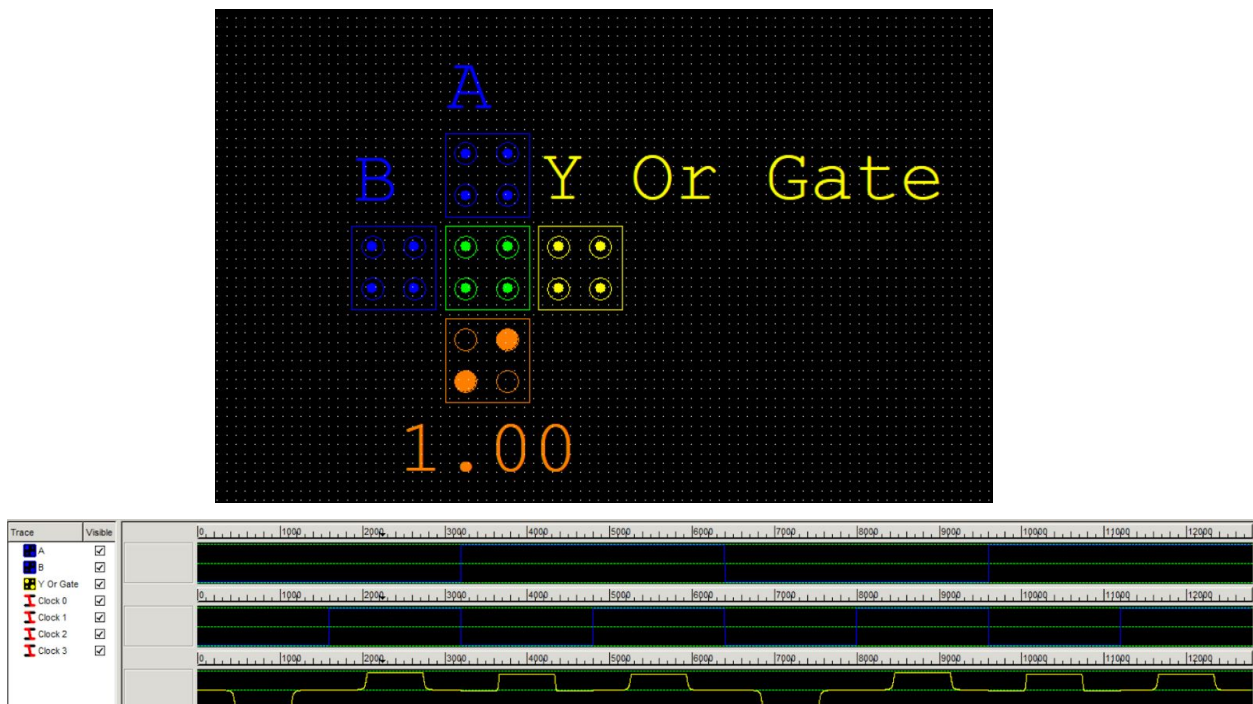 A
B Y Or Gate
1.00
Trace Visible
A
B
Y Or Gate
Clock 0
Clock 1
Clock 2
Clock 3
0 1000 2000 3000 4000 5000 6000 7000 8000 9000 10000 11000 12000
0 1000 2000 3000 4000 5000 6000 7000 8000 9000 10000 11000 12000
0 1000 2000 3000 4000 5000 6000 7000 8000 9000 10000 11000 12000